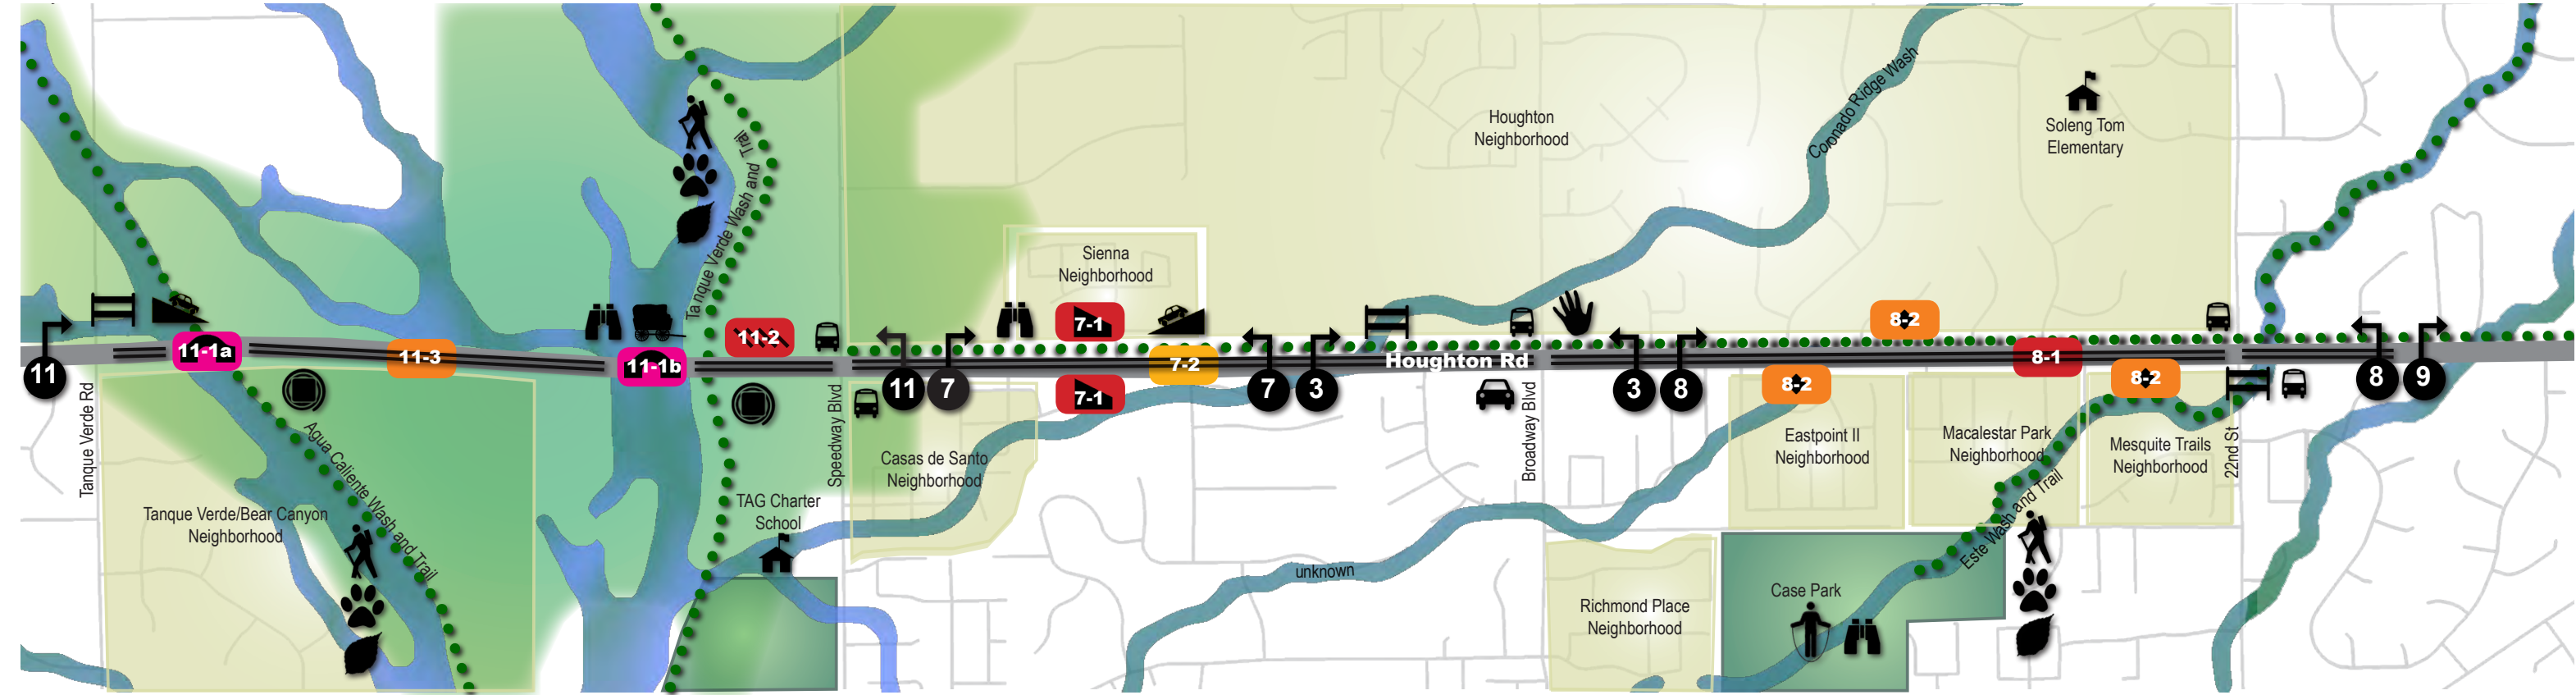 Coronado Ridge Wash
Houghton
Neighborhood
Soleng Tom
Elementary
Tanque Verde Wash and Trail
Sienna
Neighborhood
7-1
8-2
11-2
11-1a
11-3
11-1b
7-2
Houghton Rd
8-1
11
11
7
7
3
3
8
8
9
7-1
8-2
8-2
Tanque Verde Rd
Speedway Blvd
Broadway Blvd
22nd St
Agua Caliente Wash and Trail
Casas de Santo
Neighborhood
Eastpoint II
Neighborhood
Macalestar Park
Neighborhood
Mesquite Trails
Neighborhood
Tanque Verde/Bear Canyon
Neighborhood
TAG Charter
School
Este Wash and Trail
unknown
Richmond Place
Neighborhood
Case Park